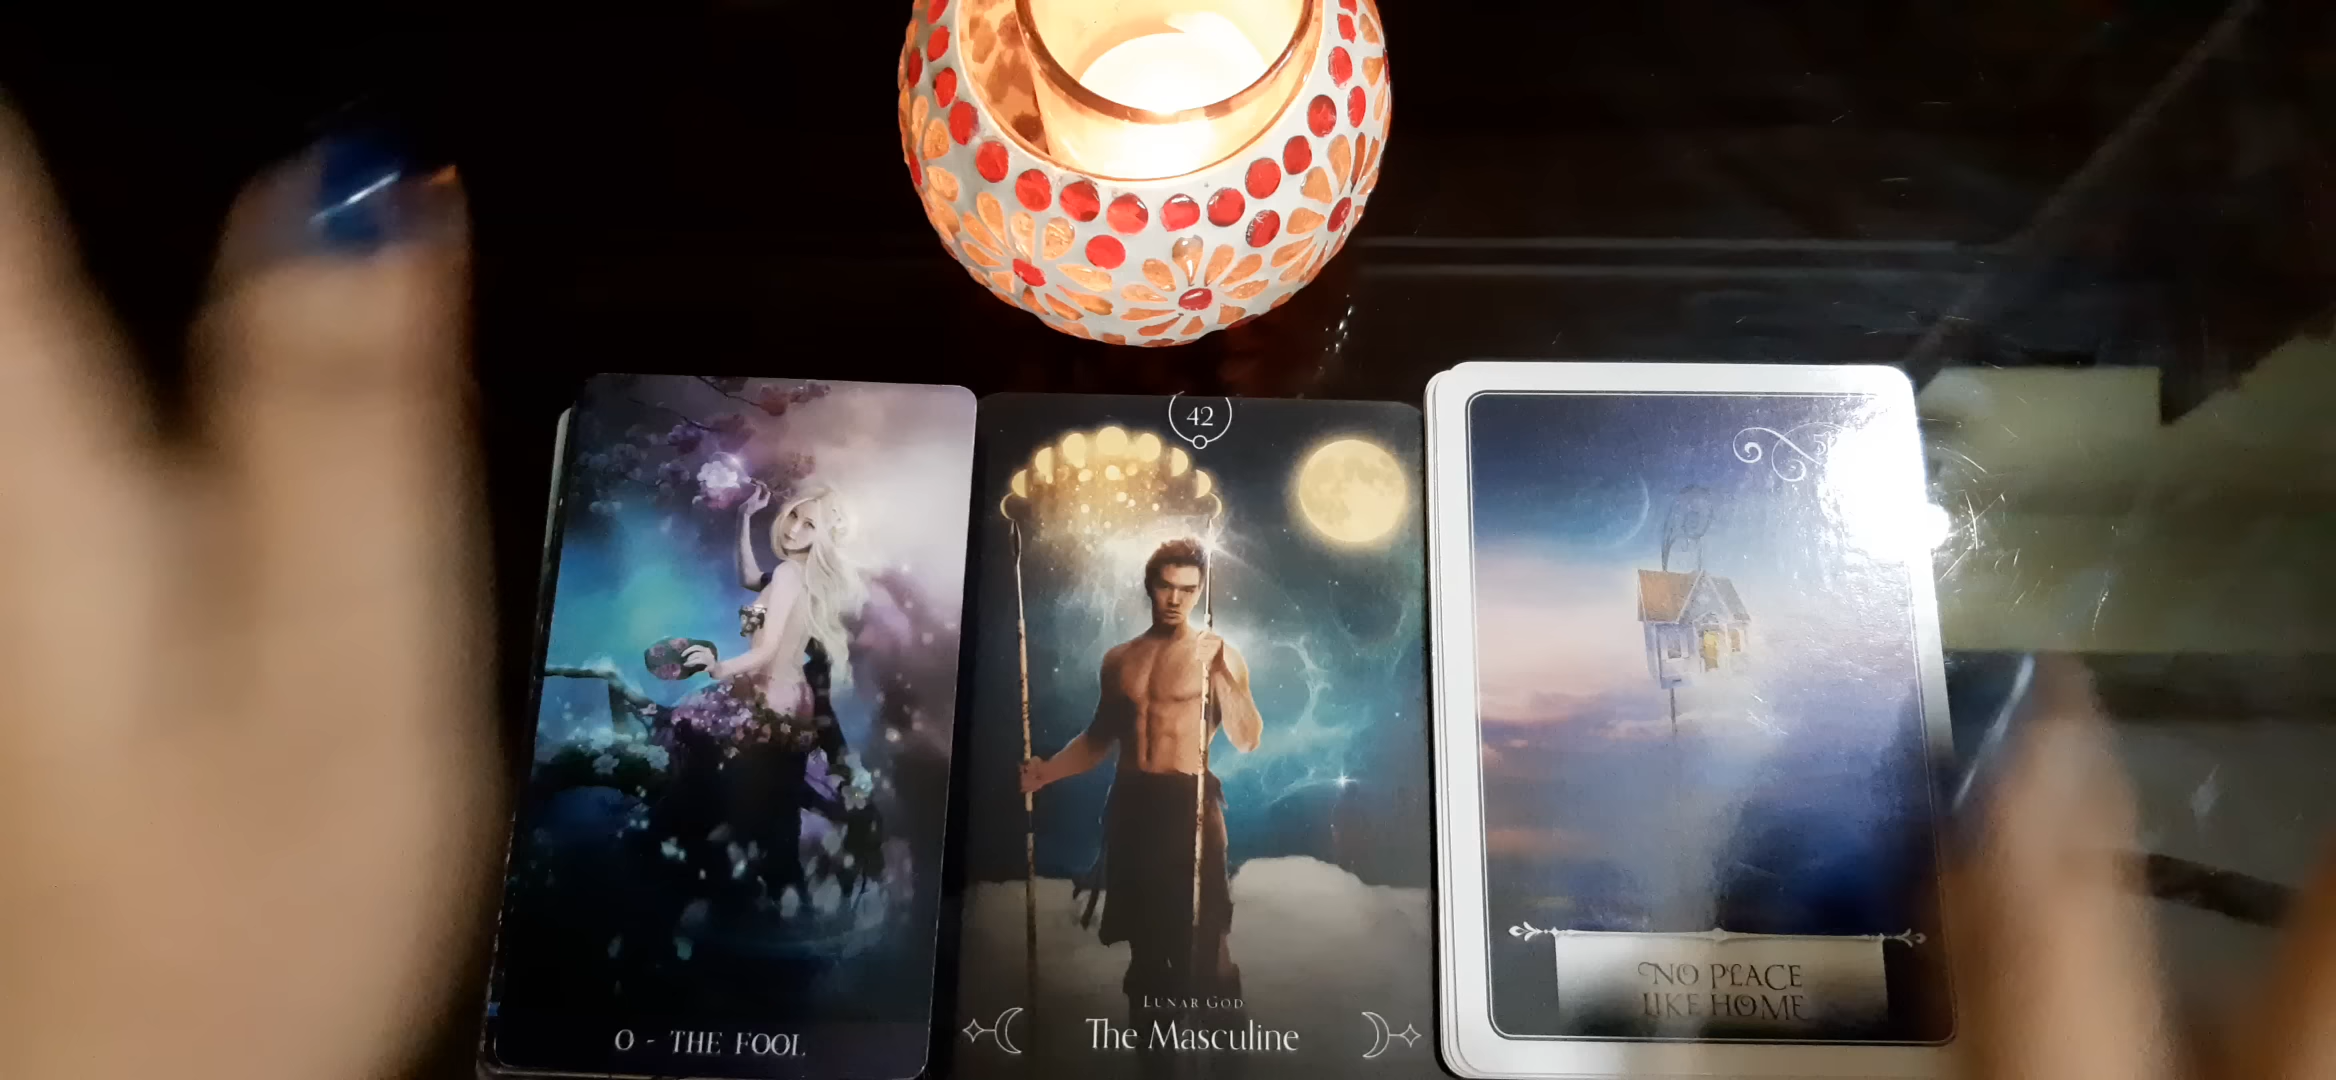 0 - THE FOOL
42
LUNAR GOD
The Masculine
NO PLACE
LIKE HOME